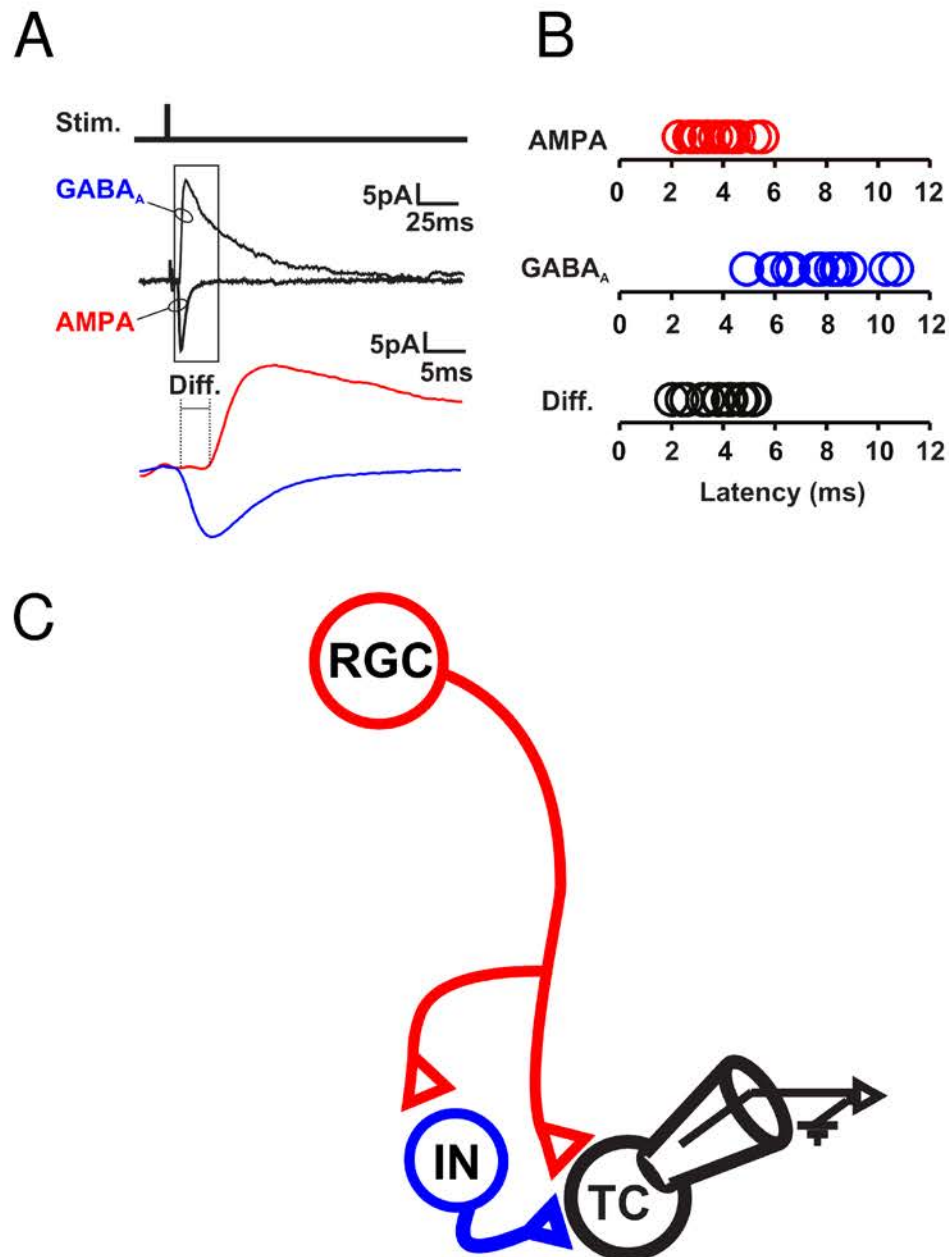 A
Stim.
GABAA
5pA
25ms
AMPA
5pA
5ms
Diff.
B
AMPA
0 2 4 6 8 10 12
GABAA
0 2 4 6 8 10 12
Diff.
0 2 4 6 8 10 12
Latency (ms)
C
RGC
IN
TC